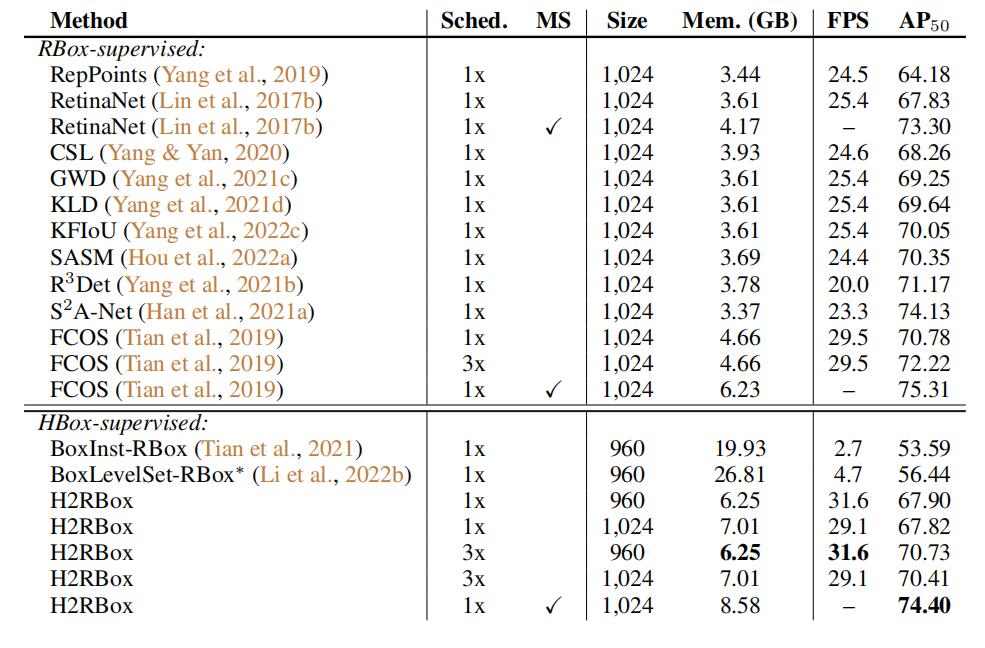 Method Sched. MS Size Mem. (GB) FPS AP50
RBox-supervised:
RepPoints (Yang et al., 2019) 1x 1,024 3.44 24.5 64.18
RetinaNet (Lin et al., 2017b) 1x 1,024 3.61 25.4 67.83
RetinaNet (Lin et al., 2017b) 1x ✓ 1,024 4.17 – 73.30
CSL (Yang & Yan, 2020) 1x 1,024 3.93 24.6 68.26
GWD (Yang et al., 2021c) 1x 1,024 3.61 25.4 69.25
KLD (Yang et al., 2021d) 1x 1,024 3.61 25.4 69.64
KFIoU (Yang et al., 2022c) 1x 1,024 3.61 25.4 70.05
SASM (Hou et al., 2022a) 1x 1,024 3.69 24.4 70.35
R³Det (Yang et al., 2021b) 1x 1,024 3.78 20.0 71.17
S²A-Net (Han et al., 2021a) 1x 1,024 3.37 23.3 74.13
FCOS (Tian et al., 2019) 1x 1,024 4.66 29.5 70.78
FCOS (Tian et al., 2019) 3x 1,024 4.66 29.5 72.22
FCOS (Tian et al., 2019) 1x ✓ 1,024 6.23 – 75.31
HBox-supervised:
BoxInst-RBox (Tian et al., 2021) 1x 960 19.93 2.7 53.59
BoxLevelSet-RBox* (Li et al., 2022b) 1x 960 26.81 4.7 56.44
H2RBox 1x 960 6.25 31.6 67.90
H2RBox 1x 1,024 7.01 29.1 67.82
H2RBox 3x 960 6.25 31.6 70.73
H2RBox 3x 1,024 7.01 29.1 70.41
H2RBox 1x ✓ 1,024 8.58 – 74.40